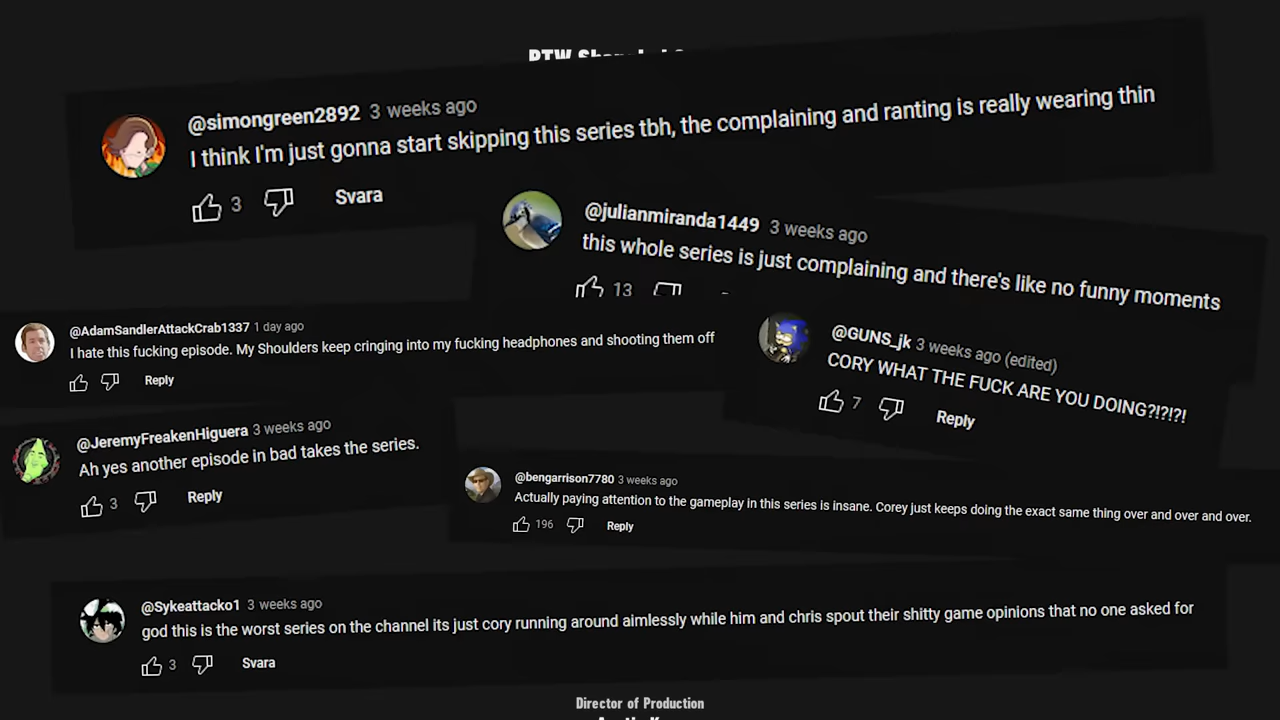 @simongreen2892 3 weeks ago
I think I'm just gonna start skipping this series tbh, the complaining and ranting is really wearing thin
3 Svara
@julianmiranda1449 3 weeks ago
this whole series is just complaining and there's like no funny moments
13
@AdamSandlerAttackCrab1337 1 day ago
I hate this fucking episode. My Shoulders keep cringing into my fucking headphones and shooting them off
Reply
@GUNS_jk 3 weeks ago (edited)
CORY WHAT THE FUCK ARE YOU DOING?!?!?!
7 Reply
@JeremyFreakenHiguera 3 weeks ago
Ah yes another episode in bad takes the series.
3 Reply
@bengarrison7780 3 weeks ago
Actually paying attention to the gameplay in this series is insane. Corey just keeps doing the exact same thing over and over and over.
196 Reply
@Sykeattacko1 3 weeks ago
god this is the worst series on the channel its just cory running around aimlessly while him and chris spout their shitty game opinions that no one asked for
3 Svara
Director of Production